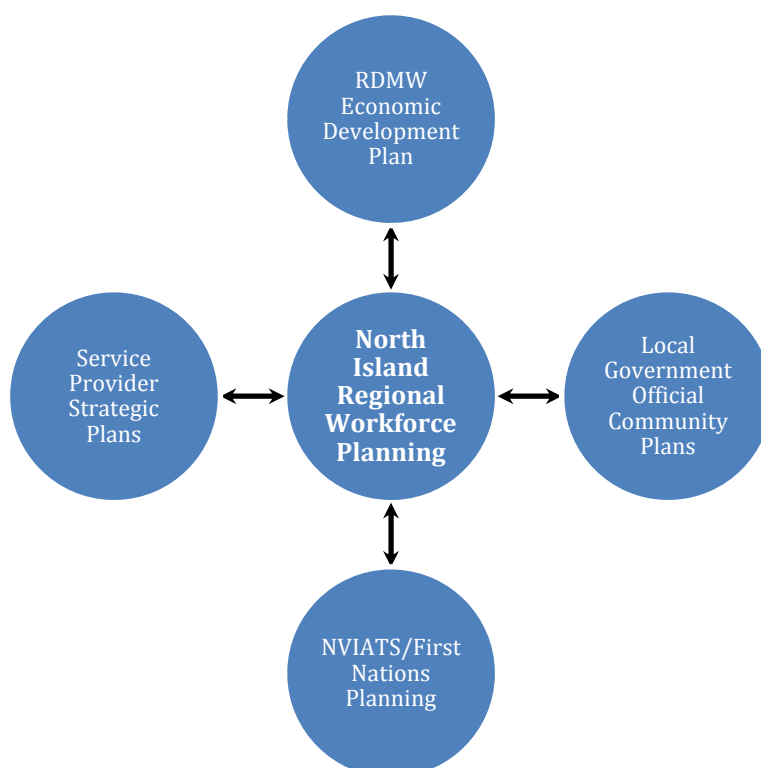 RDMW
Economic
Development
Plan
Service
Provider
Strategic
Plans
North
Island
Regional
Workforce
Planning
Local
Government
Official
Community
Plans
NVIATS/First
Nations
Planning